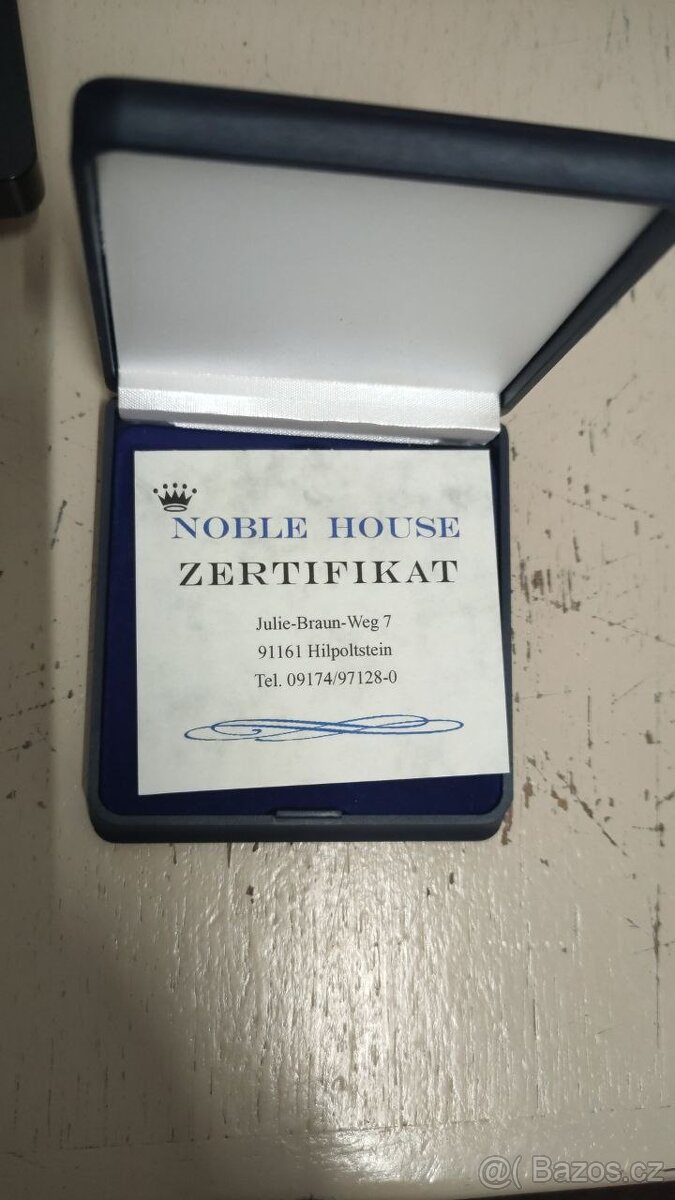 NOBLE HOUSE
ZERTIFIKAT
Julie-Braun-Weg 7
91161 Hilpoltstein
Tel. 09174/97128-0
@( Bazos.cz